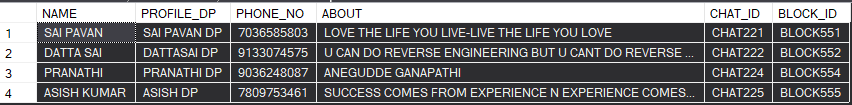 NAME PROFILE_DP PHONE_NO ABOUT CHAT_ID BLOCK_ID
1 SAI PAVAN SAI PAVAN DP 7036585803 LOVE THE LIFE YOU LIVE-LIVE THE LIFE YOU LOVE CHAT221 BLOCK551
2 DATTA SAI DATTASAI DP 9133074575 U CAN DO REVERSE ENGINEERING BUT U CANT DO REVERSE ... CHAT222 BLOCK552
3 PRANATHI PRANATHI DP 9036248087 ANEGUDDE GANAPATHI CHAT224 BLOCK554
4 ASISH KUMAR ASISH DP 7809753461 SUCCESS COMES FROM EXPERIENCE N EXPERIENCE COMES... CHAT225 BLOCK555